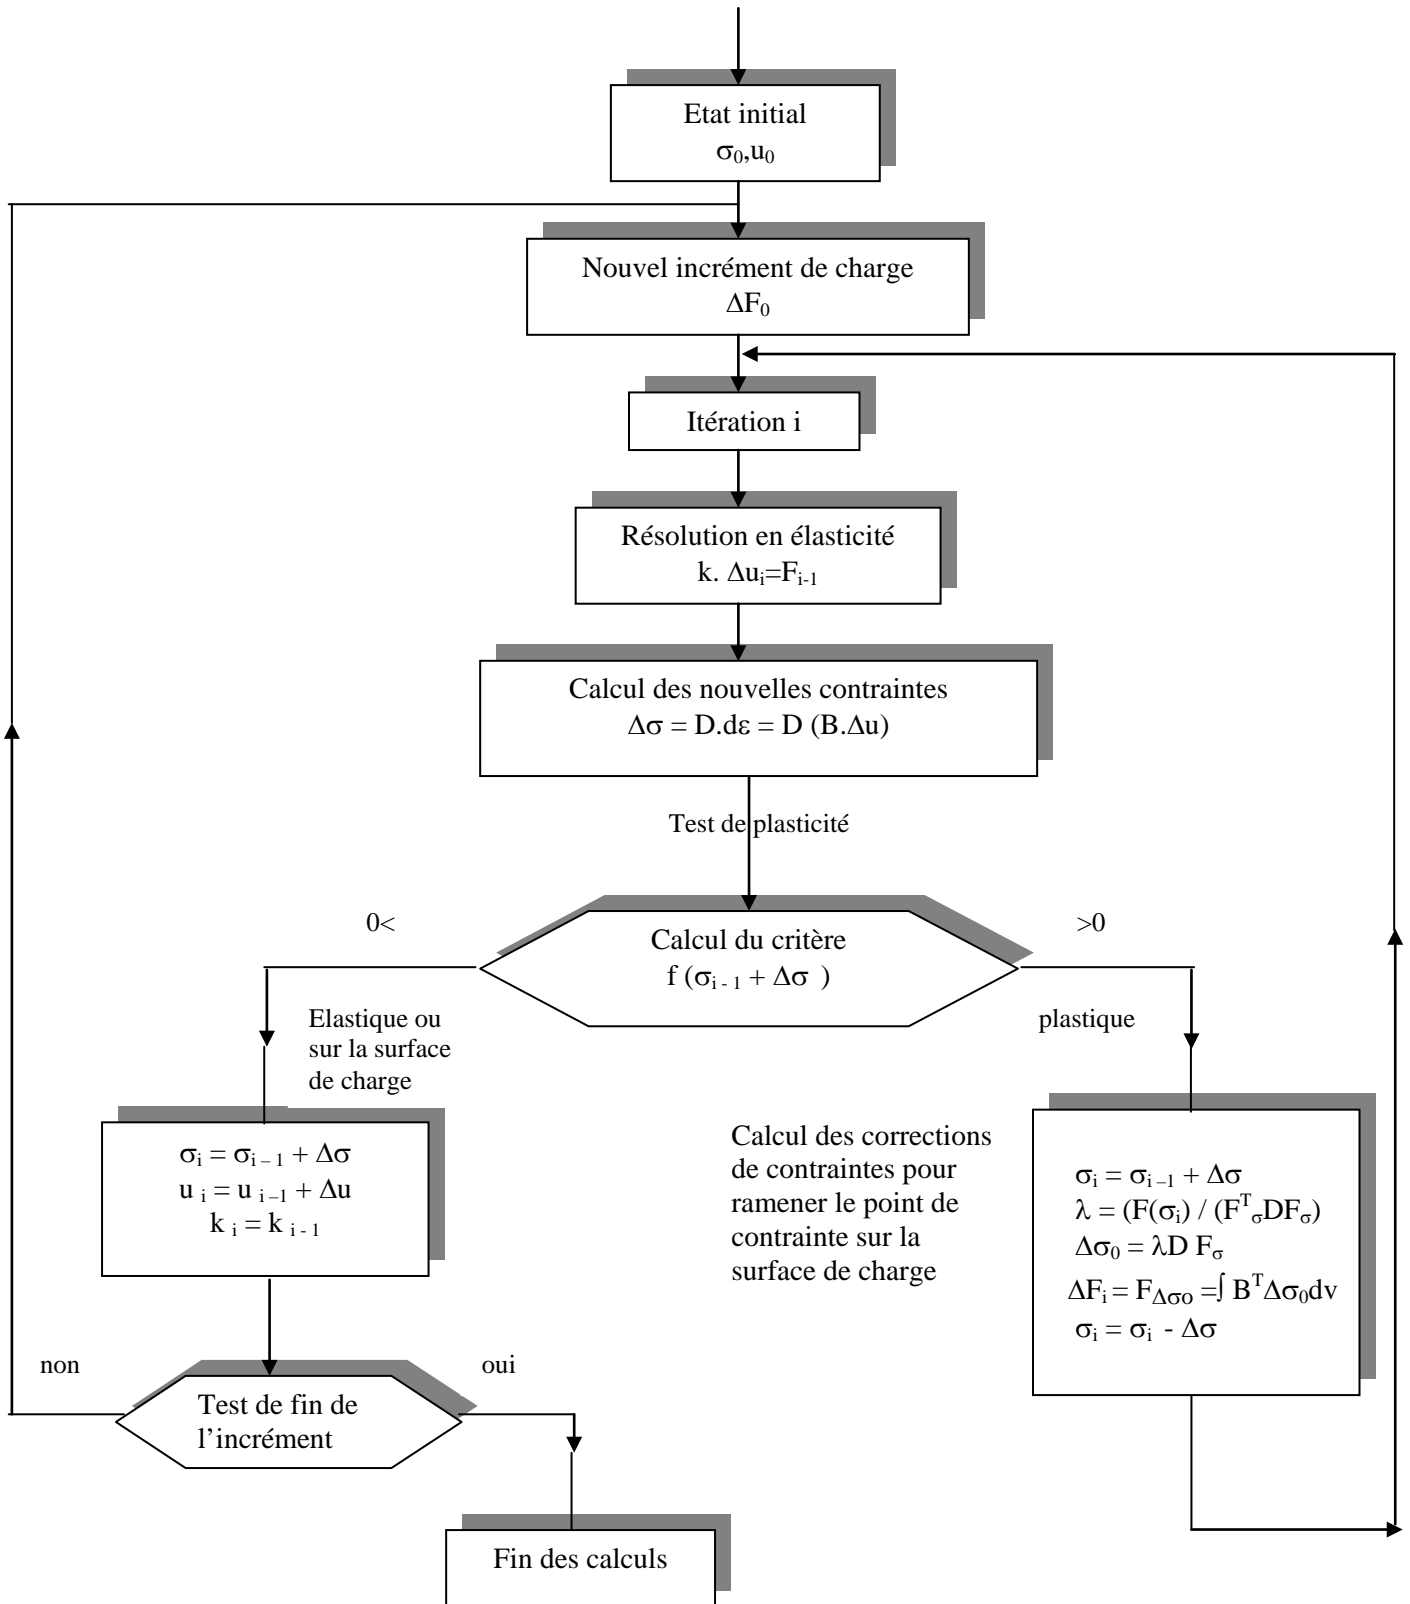 Etat initial
σ₀,u₀
Nouvel incrément de charge
ΔF₀
Itération i
Résolution en élasticité
k. Δuᵢ=Fᵢ₋₁
Calcul des nouvelles contraintes
Δσ = D.dε = D (B.Δu)
Test de plasticité
0<
Calcul du critère
f (σᵢ ₋ ₁ + Δσ )
>0
Elastique ou
sur la surface
de charge
plastique
σᵢ = σᵢ ₋ ₁ + Δσ
u ᵢ = u ᵢ ₋₁ + Δu
k ᵢ = k ᵢ ₋ ₁
Calcul des corrections
de contraintes pour
ramener le point de
contrainte sur la
surface de charge
σᵢ = σᵢ ₋₁ + Δσ
λ = (F(σᵢ) / (Fᵀ_σDF_σ)
Δσ₀ = λD F_σ
ΔFᵢ = F_Δσo =∫ BᵀΔσ₀dv
σᵢ = σᵢ - Δσ
non
oui
Test de fin de
l’incrément
Fin des calculs